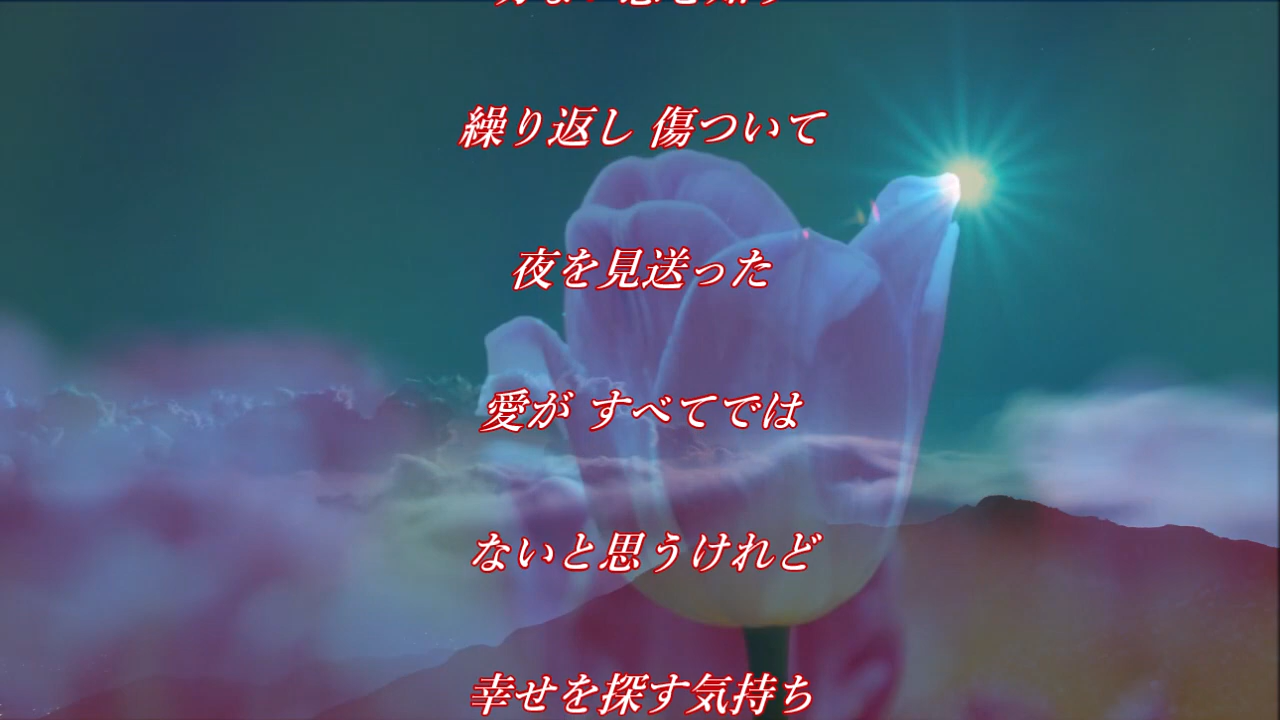 繰り返し 傷ついて
夜を見送った
愛が すべてでは
ないと思うけれど
幸せを探す気持ち